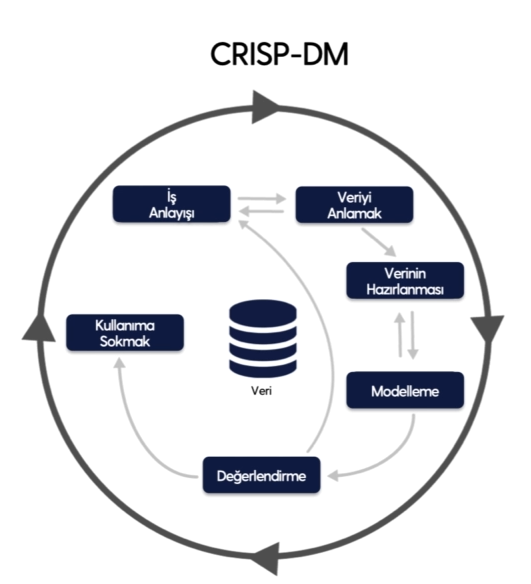 CRISP-DM
İş
Anlayışı
Veriyi
Anlamak
Verinin
Hazırlanması
Kullanıma
Sokmak
Veri
Modelleme
Değerlendirme